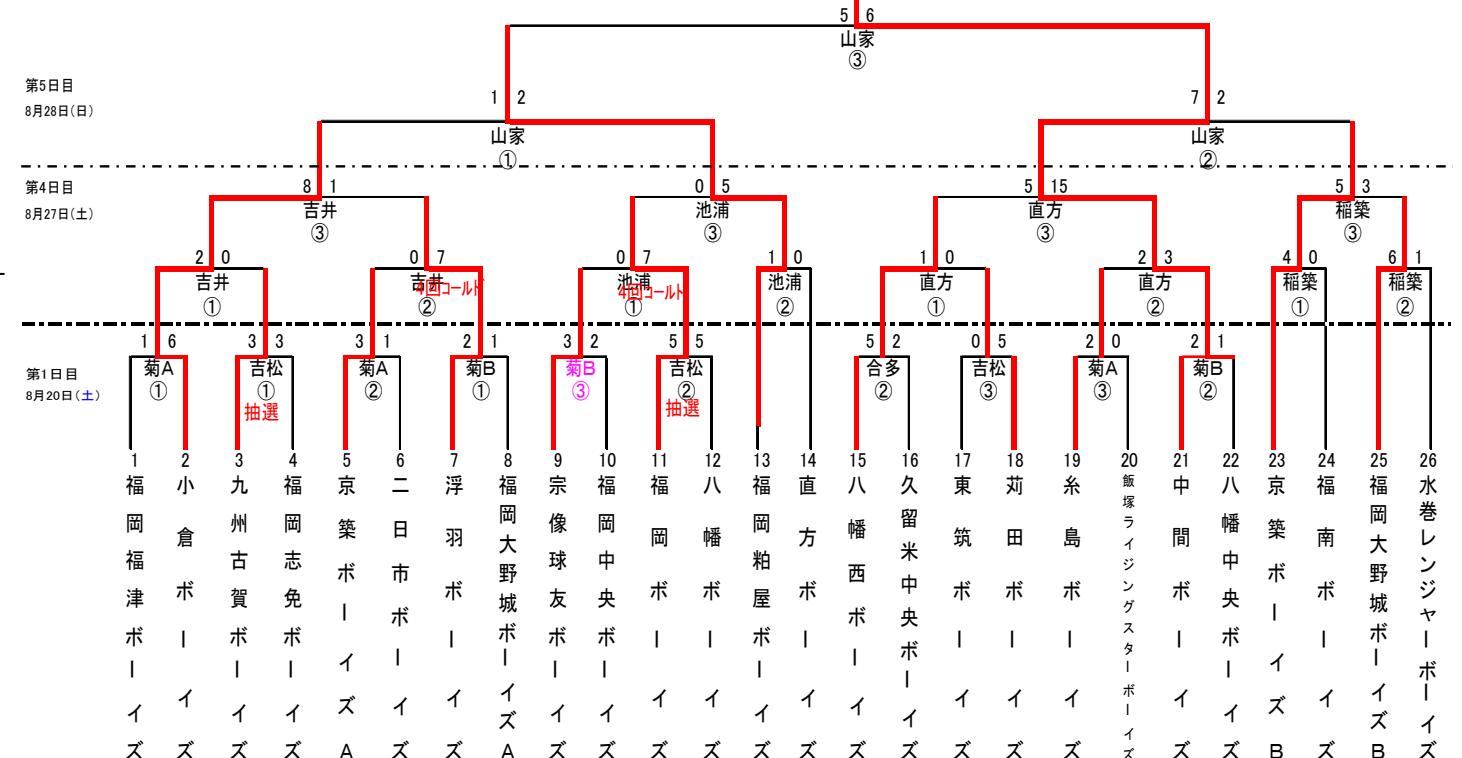 5 6
山家
③
第5日目
8月28日(日)
1 2
山家
①
7 2
山家
②
第4日目
8月27日(土)
8 1
吉井
③
0 5
池浦
③
5 15
直方
③
5 3
稲築
③
2 0
吉井
①
0 7
吉井
4回コールド
②
0 7
池浦
4回コールド
①
1 0
池浦
②
1 0
直方
①
2 3
直方
②
4 0
稲築
①
6 1
稲築
②
第1日目
8月20日(土)
1 6
菊A
①
3 3
吉松
①
抽選
3 1
菊A
②
2 1
菊B
①
3 2
菊B
③
5 5
吉松
②
抽選
5 2
合多
②
0 5
吉松
③
2 0
菊A
③
2 1
菊B
②
1 福岡福津ボーイズ
2 小倉ボーイズ
3 九州古賀ボーイズ
4 福岡志免ボーイズ
5 京築ボーイズA
6 二日市ボーイズ
7 浮羽ボーイズ
8 福岡大野城ボーイズA
9 宗像球友ボーイズ
10 福岡中央ボーイズ
11 福岡ボーイズ
12 八幡ボーイズ
13 福岡粕屋ボーイズ
14 直方ボーイズ
15 八幡西ボーイズ
16 久留米中央ボーイズ
17 東筑ボーイズ
18 苅田ボーイズ
19 糸島ボーイズ
20 飯塚ライジングスターボーイズ
21 中間ボーイズ
22 八幡中央ボーイズ
23 京築ボーイズB
24 福南ボーイズ
25 福岡大野城ボーイズB
26 水巻レンジャーボーイズ